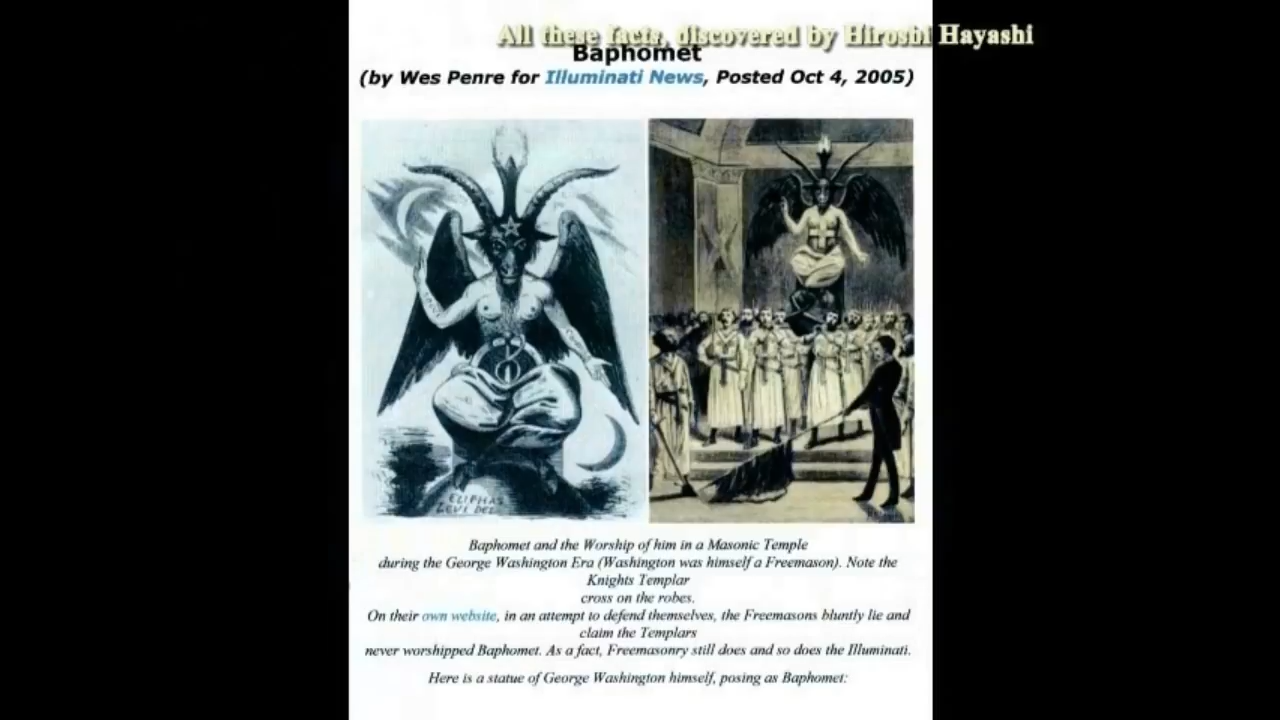 All these facts, discovered by Hiroshi Hayashi
Baphomet
(by Wes Penre for Illuminati News, Posted Oct 4, 2005)
ELIPHAS
LEVI DEL
Baphomet and the Worship of him in a Masonic Temple
during the George Washington Era (Washington was himself a Freemason). Note the
Knights Templar
cross on the robes.
On their own website, in an attempt to defend themselves, the Freemasons bluntly lie and
claim the Templars
never worshipped Baphomet. As a fact, Freemasonry still does and so does the Illuminati.
Here is a statue of George Washington himself, posing as Baphomet: